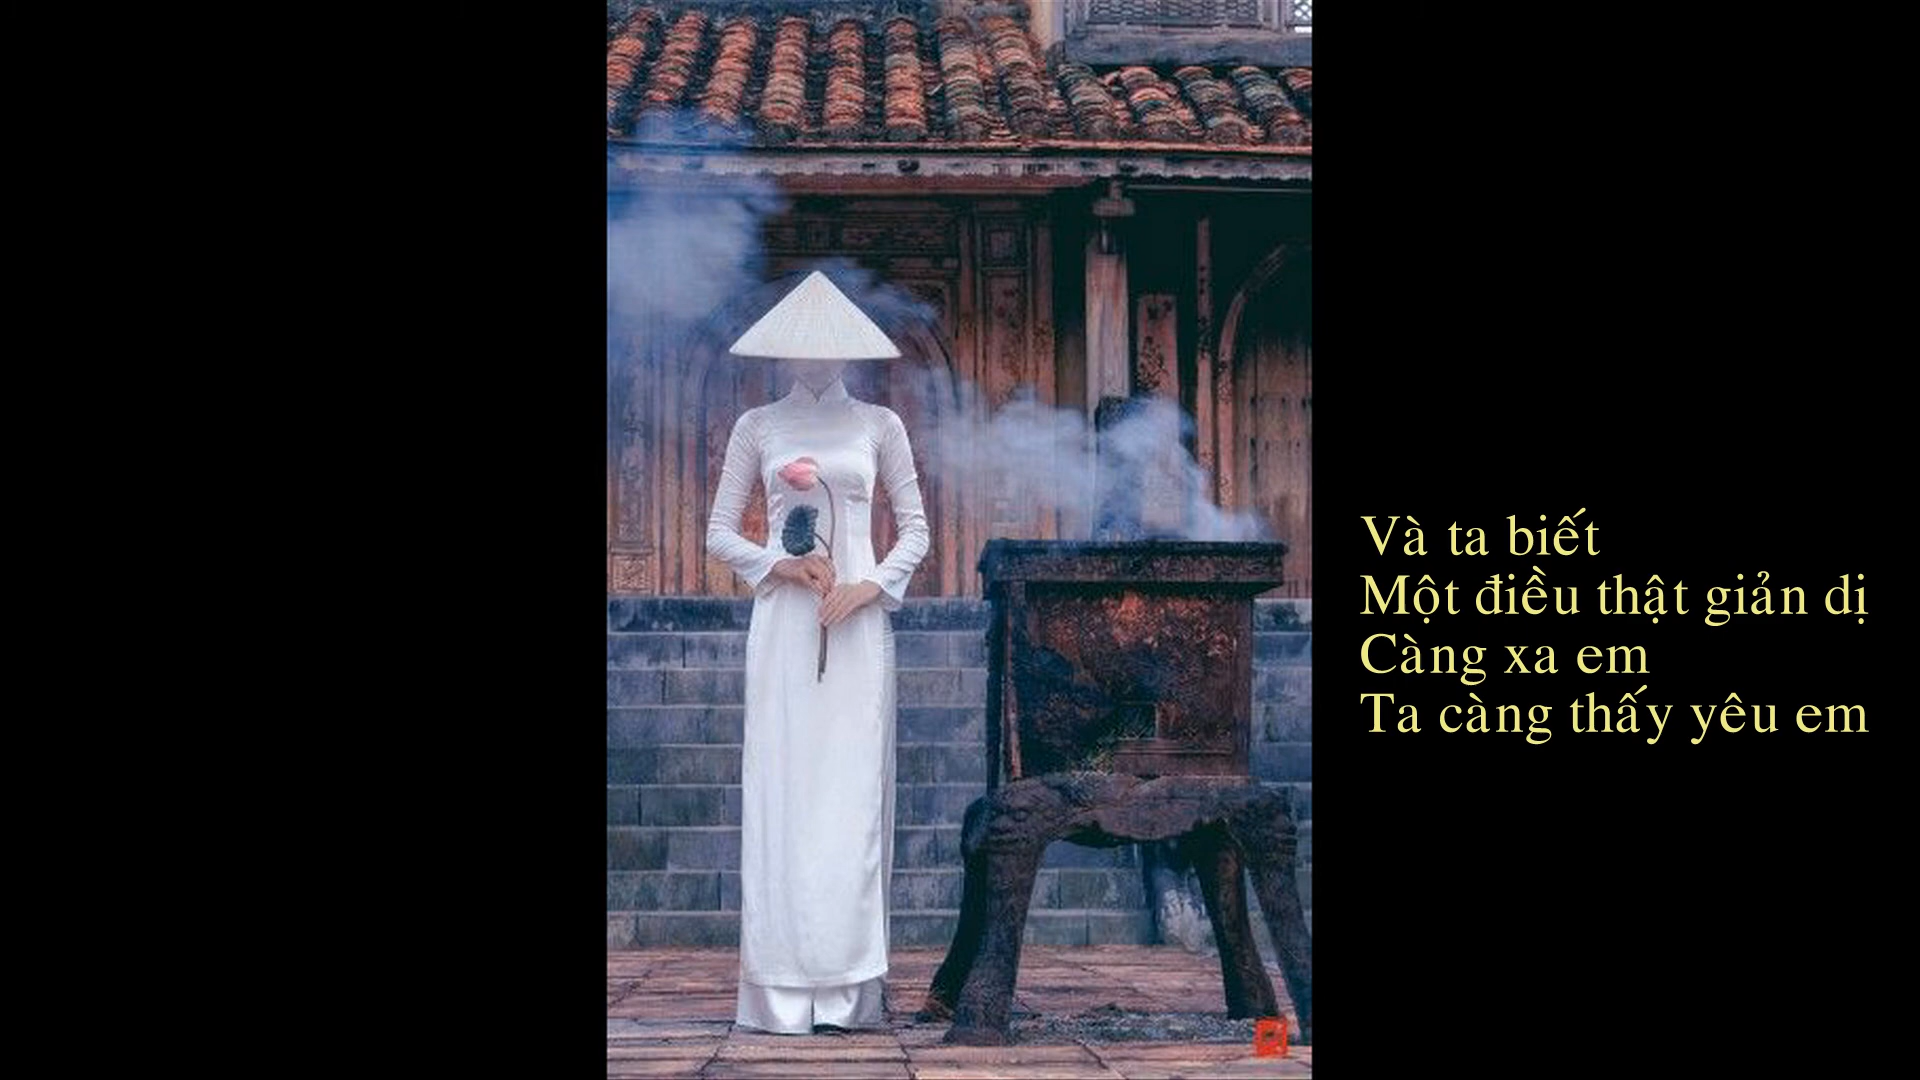 Và ta biết
Một điều thật giản dị
Càng xa em
Ta càng thấy yêu em